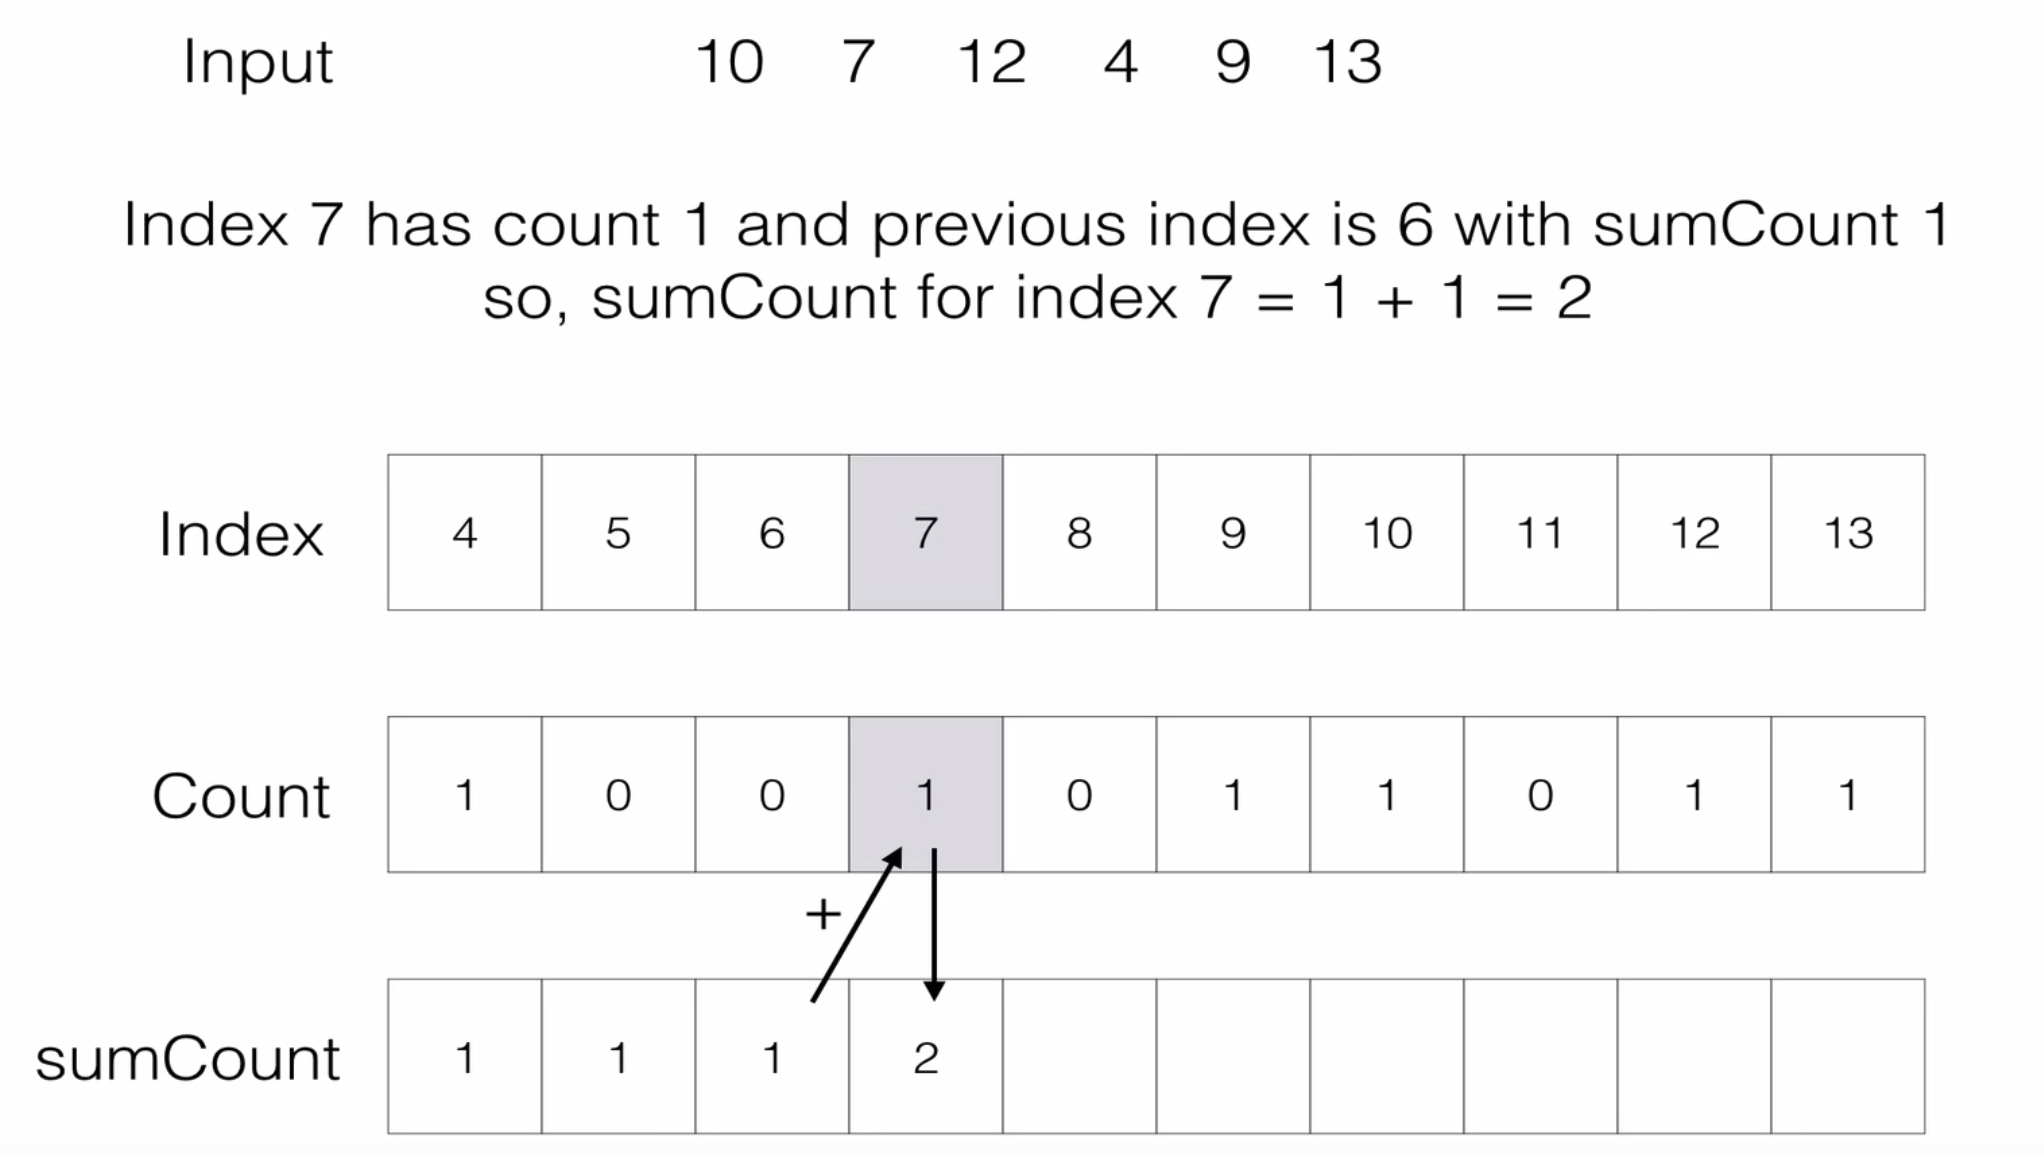 Input 10 7 12 4 9 13
Index 7 has count 1 and previous index is 6 with sumCount 1
so, sumCount for index 7 = 1 + 1 = 2
Index 4 5 6 7 8 9 10 11 12 13
Count 1 0 0 1 0 1 1 0 1 1
+
sumCount 1 1 1 2